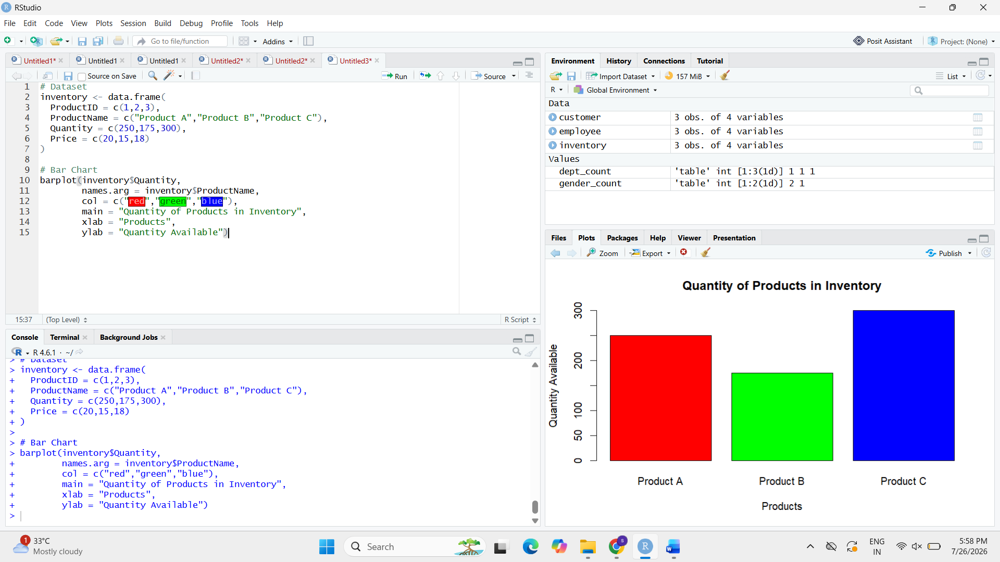 RStudio
File Edit Code View Plots Session Build Debug Profile Tools Help
Go to file/function Addins Posit Assistant Project: (None)
Untitled1* Untitled1 Untitled1 Untitled2* Untitled2* Untitled3*
Source on Save Run Source
1 # Dataset
2 inventory <- data.frame(
3 ProductID = c(1,2,3),
4 ProductName = c("Product A","Product B","Product C"),
5 Quantity = c(250,175,300),
6 Price = c(20,15,18)
7 )
8
9 # Bar Chart
10 barplot(inventory$Quantity,
11 names.arg = inventory$ProductName,
12 col = c("red","green","blue"),
13 main = "Quantity of Products in Inventory",
14 xlab = "Products",
15 ylab = "Quantity Available")
15:37 (Top Level) R Script
Console Terminal Background Jobs
R 4.6.1 · ~/
> # Dataset
> inventory <- data.frame(
+ ProductID = c(1,2,3),
+ ProductName = c("Product A","Product B","Product C"),
+ Quantity = c(250,175,300),
+ Price = c(20,15,18)
+ )
>
> # Bar Chart
> barplot(inventory$Quantity,
+ names.arg = inventory$ProductName,
+ col = c("red","green","blue"),
+ main = "Quantity of Products in Inventory",
+ xlab = "Products",
+ ylab = "Quantity Available")
>
Environment History Connections Tutorial
Import Dataset 157 MiB List
R Global Environment
Data
customer 3 obs. of 4 variables
employee 3 obs. of 4 variables
inventory 3 obs. of 4 variables
Values
dept_count 'table' int [1:3(1d)] 1 1 1
gender_count 'table' int [1:2(1d)] 2 1
Files Plots Packages Help Viewer Presentation
Zoom Export Publish
Quantity of Products in Inventory
Quantity Available
300
200
100
50
0
Product A Product B Product C
Products
1 33°C
Mostly cloudy
Search
ENG
IN
5:58 PM
7/26/2026